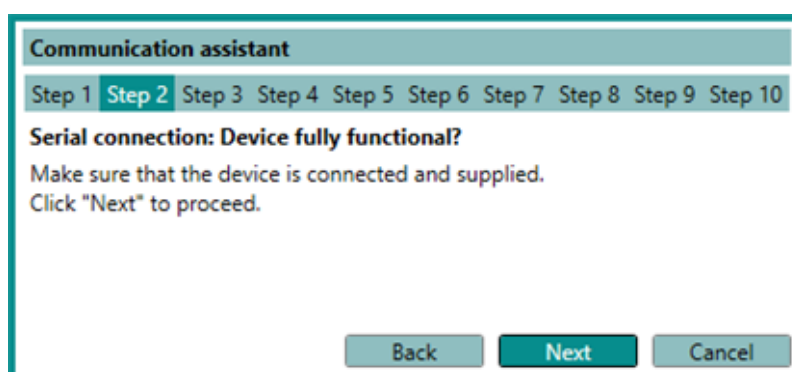 Communication assistant
Step 1 Step 2 Step 3 Step 4 Step 5 Step 6 Step 7 Step 8 Step 9 Step 10
Serial connection: Device fully functional?
Make sure that the device is connected and supplied.
Click "Next" to proceed.
Back Next Cancel